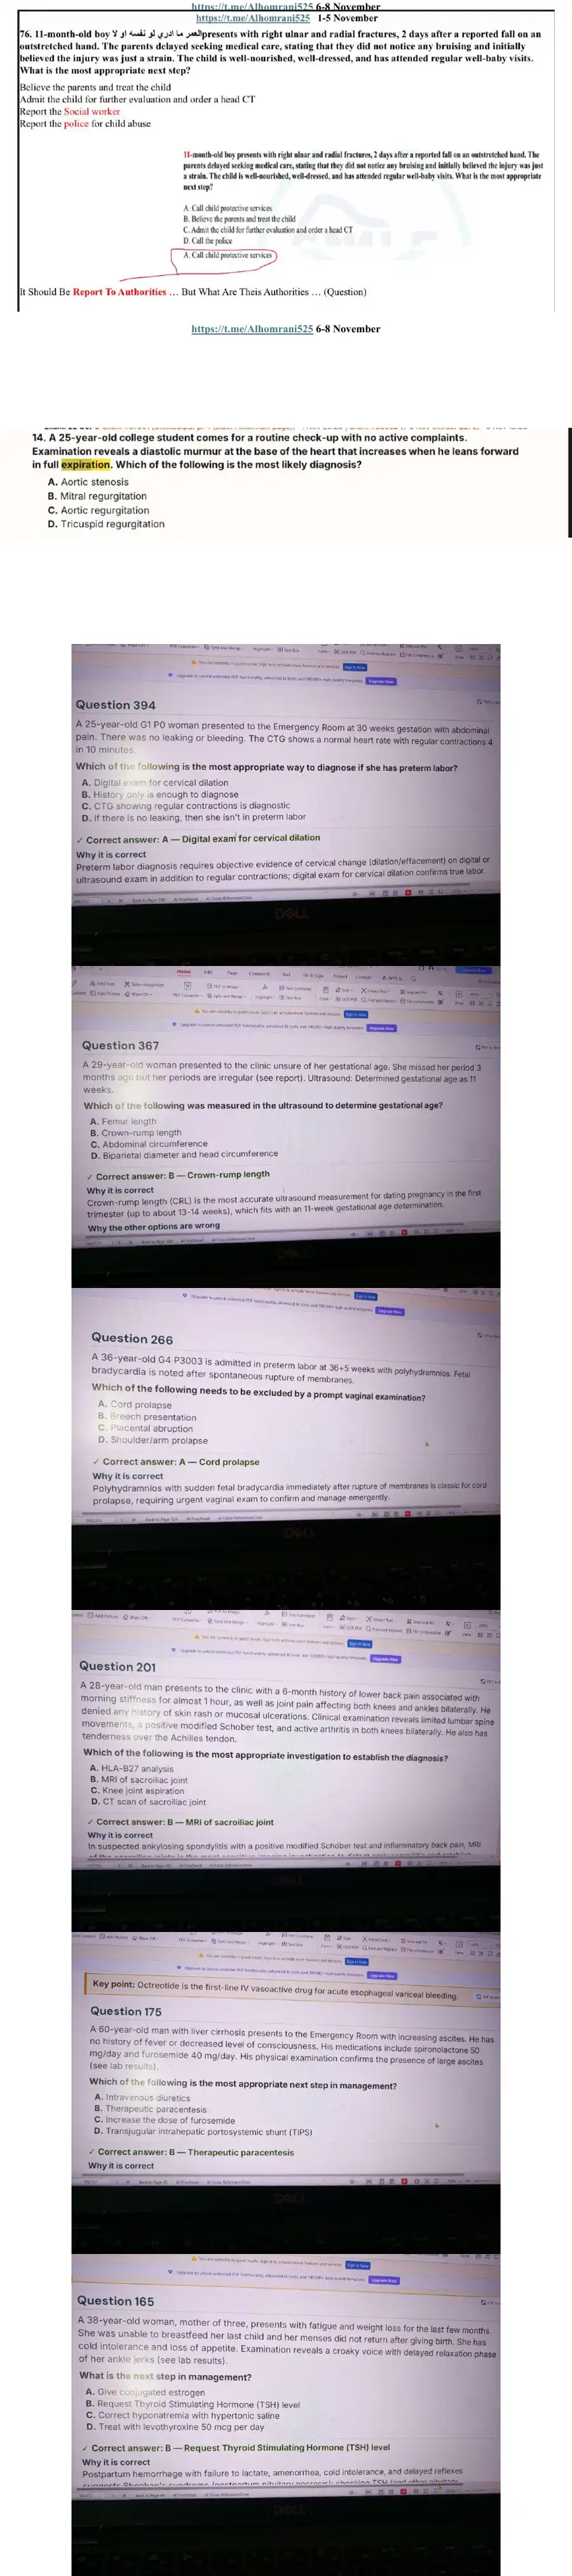 https://t.me/Alhomrani525 6-8 November
https://t.me/Alhomrani525 1-5 November
76. 11-month-old boy العمر ما ادري لو نفسه او لا presents with right ulnar and radial fractures, 2 days after a reported fall on an
outstretched hand. The parents delayed seeking medical care, stating that they did not notice any bruising and initially
believed the injury was just a strain. The child is well-nourished, well-dressed, and has attended regular well-baby visits.
What is the most appropriate next step?
Believe the parents and treat the child
Admit the child for further evaluation and order a head CT
Report the Social worker
Report the police for child abuse
11-month-old boy presents with right ulnar and radial fractures, 2 days after a reported fall on an outstretched hand. The
parents delayed seeking medical care, stating that they did not notice any bruising and initially believed the injury was just
a strain. The child is well-nourished, well-dressed, and has attended regular well-baby visits. What is the most appropriate
next step?
A. Call child protective services
B. Believe the parents and treat the child
C. Admit the child for further evaluation and order a head CT
D. Call the police
A. Call child protective services
It Should Be Report To Authorities ... But What Are Theis Authorities ... (Question)
https://t.me/Alhomrani525 6-8 November
14. A 25-year-old college student comes for a routine check-up with no active complaints.
Examination reveals a diastolic murmur at the base of the heart that increases when he leans forward
in full expiration. Which of the following is the most likely diagnosis?
A. Aortic stenosis
B. Mitral regurgitation
C. Aortic regurgitation
D. Tricuspid regurgitation
Question 394
A 25-year-old G1 P0 woman presented to the Emergency Room at 30 weeks gestation with abdominal
pain. There was no leaking or bleeding. The CTG shows a normal heart rate with regular contractions 4
in 10 minutes.
Which of the following is the most appropriate way to diagnose if she has preterm labor?
A. Digital exam for cervical dilation
B. History only is enough to diagnose
C. CTG showing regular contractions is diagnostic
D. If there is no leaking, then she isn't in preterm labor
✓ Correct answer: A — Digital exam for cervical dilation
Why it is correct
Preterm labor diagnosis requires objective evidence of cervical change (dilation/effacement) on digital or
ultrasound exam in addition to regular contractions; digital exam for cervical dilation confirms true labor.
DELL
Question 367
A 29-year-old woman presented to the clinic unsure of her gestational age. She missed her period 3
months ago but her periods are irregular (see report). Ultrasound: Determined gestational age as 11
weeks.
Which of the following was measured in the ultrasound to determine gestational age?
A. Femur length
B. Crown-rump length
C. Abdominal circumference
D. Biparietal diameter and head circumference
✓ Correct answer: B — Crown-rump length
Why it is correct
Crown-rump length (CRL) is the most accurate ultrasound measurement for dating pregnancy in the first
trimester (up to about 13-14 weeks), which fits with an 11-week gestational age determination.
Why the other options are wrong
Question 266
A 36-year-old G4 P3003 is admitted in preterm labor at 36+5 weeks with polyhydramnios. Fetal
bradycardia is noted after spontaneous rupture of membranes.
Which of the following needs to be excluded by a prompt vaginal examination?
A. Cord prolapse
B. Breech presentation
C. Placental abruption
D. Shoulder/arm prolapse
✓ Correct answer: A — Cord prolapse
Why it is correct
Polyhydramnios with sudden fetal bradycardia immediately after rupture of membranes is classic for cord
prolapse, requiring urgent vaginal exam to confirm and manage emergently.
DELL
Question 201
A 28-year-old man presents to the clinic with a 6-month history of lower back pain associated with
morning stiffness for almost 1 hour, as well as joint pain affecting both knees and ankles bilaterally. He
denied any history of skin rash or mucosal ulcerations. Clinical examination reveals limited lumbar spine
movements, a positive modified Schober test, and active arthritis in both knees bilaterally. He also has
tenderness over the Achilles tendon.
Which of the following is the most appropriate investigation to establish the diagnosis?
A. HLA-B27 analysis
B. MRI of sacroiliac joint
C. Knee joint aspiration
D. CT scan of sacroiliac joint
✓ Correct answer: B — MRI of sacroiliac joint
Why it is correct
In suspected ankylosing spondylitis with a positive modified Schober test and inflammatory back pain, MRI
Key point: Octreotide is the first-line IV vasoactive drug for acute esophageal variceal bleeding.
Question 175
A 60-year-old man with liver cirrhosis presents to the Emergency Room with increasing ascites. He has
no history of fever or decreased level of consciousness. His medications include spironolactone 50
mg/day and furosemide 40 mg/day. His physical examination confirms the presence of large ascites
(see lab results).
Which of the following is the most appropriate next step in management?
A. Intravenous diuretics
B. Therapeutic paracentesis
C. Increase the dose of furosemide
D. Transjugular intrahepatic portosystemic shunt (TIPS)
✓ Correct answer: B — Therapeutic paracentesis
Why it is correct
Question 165
A 38-year-old woman, mother of three, presents with fatigue and weight loss for the last few months.
She was unable to breastfeed her last child and her menses did not return after giving birth. She has
cold intolerance and loss of appetite. Examination reveals a croaky voice with delayed relaxation phase
of her ankle jerks (see lab results).
What is the next step in management?
A. Give conjugated estrogen
B. Request Thyroid Stimulating Hormone (TSH) level
C. Correct hyponatremia with hypertonic saline
D. Treat with levothyroxine 50 mcg per day
✓ Correct answer: B — Request Thyroid Stimulating Hormone (TSH) level
Why it is correct
Postpartum hemorrhage with failure to lactate, amenorrhea, cold intolerance, and delayed reflexes
DELL